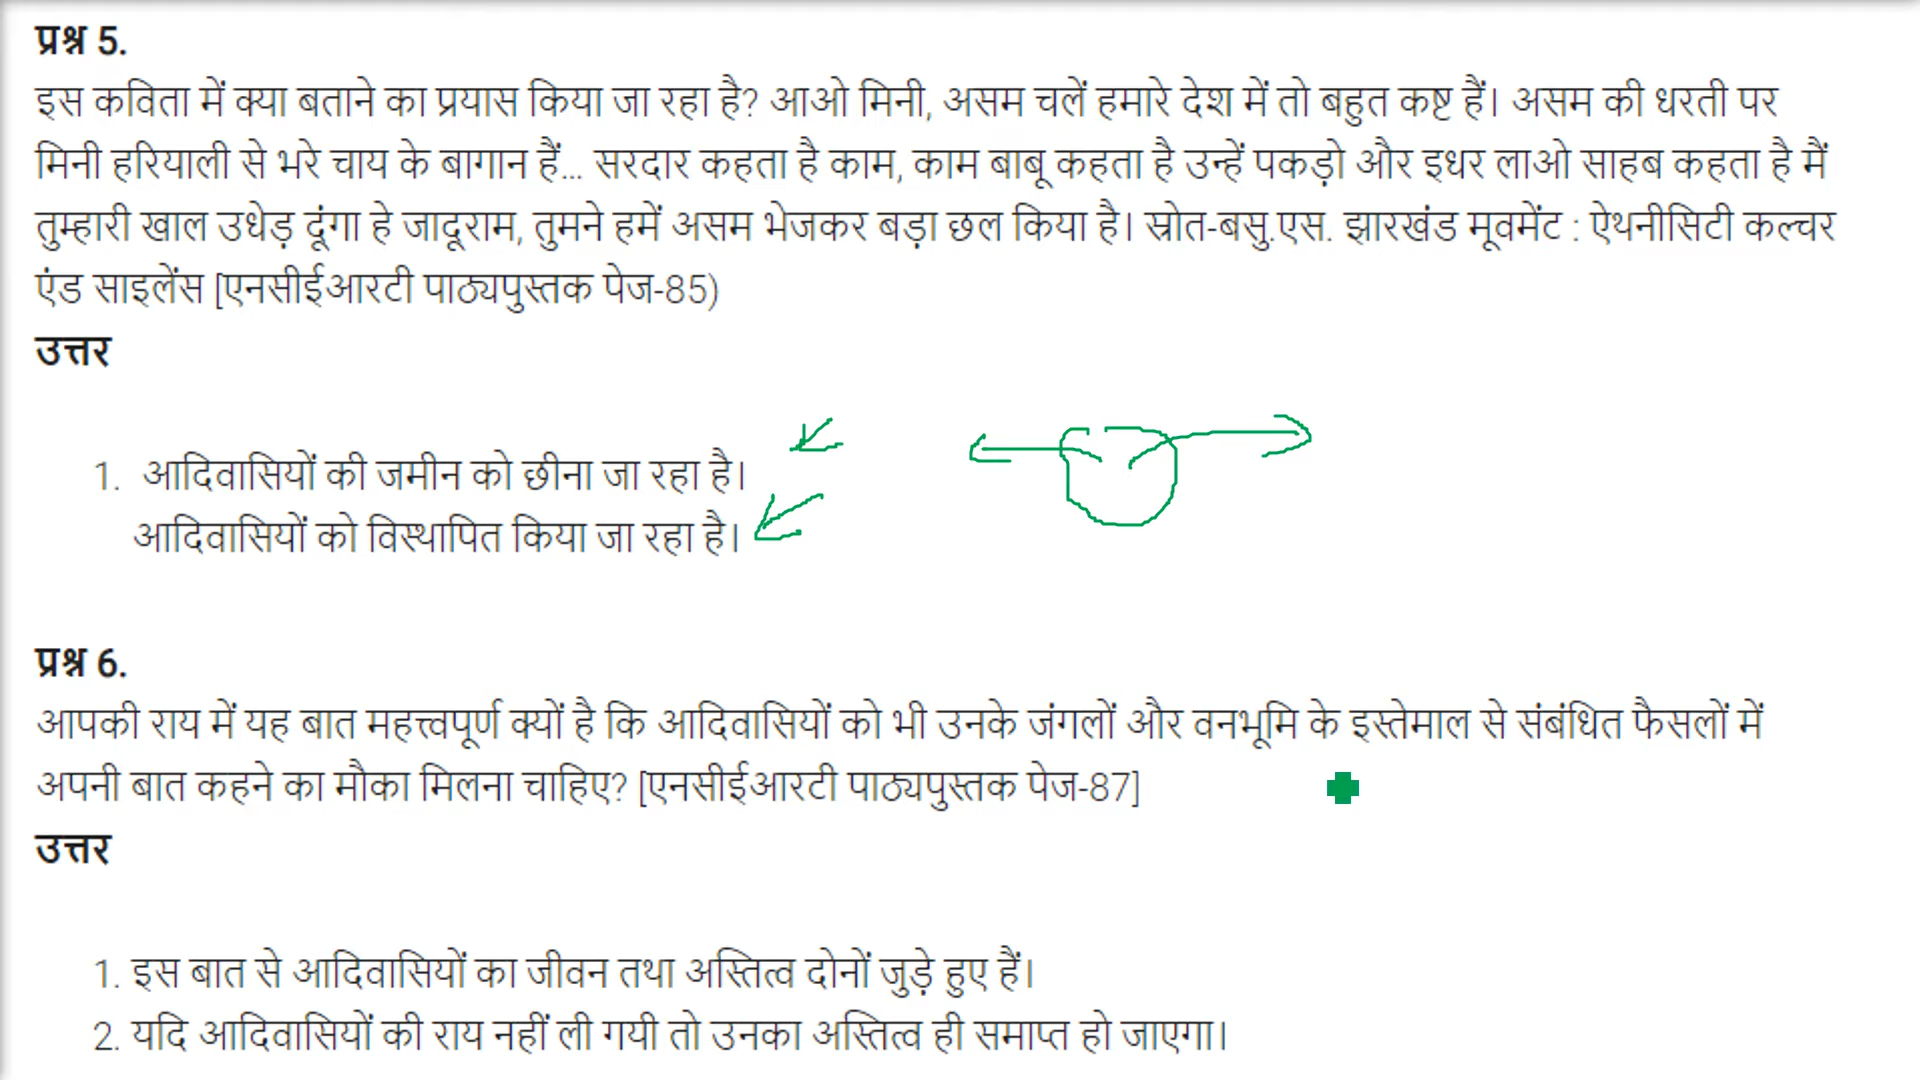 प्रश्न 5.
इस कविता में क्या बताने का प्रयास किया जा रहा है? आओ मिनी, असम चलें हमारे देश में तो बहुत कष्ट हैं। असम की धरती पर
मिनी हरियाली से भरे चाय के बागान हैं... सरदार कहता है काम, काम बाबू कहता है उन्हें पकड़ो और इधर लाओ साहब कहता है मैं
तुम्हारी खाल उधेड़ दूंगा हे जादूराम, तुमने हमें असम भेजकर बड़ा छल किया है। स्रोत-बसु.एस. झारखंड मूवमेंट : ऐथनीसिटी कल्चर
एंड साइलेंस [एनसीईआरटी पाठ्यपुस्तक पेज-85)
उत्तर
1. आदिवासियों की जमीन को छीना जा रहा है।
आदिवासियों को विस्थापित किया जा रहा है।
प्रश्न 6.
आपकी राय में यह बात महत्त्वपूर्ण क्यों है कि आदिवासियों को भी उनके जंगलों और वनभूमि के इस्तेमाल से संबंधित फैसलों में
अपनी बात कहने का मौका मिलना चाहिए? [एनसीईआरटी पाठ्यपुस्तक पेज-87]
उत्तर
1. इस बात से आदिवासियों का जीवन तथा अस्तित्व दोनों जुड़े हुए हैं।
2. यदि आदिवासियों की राय नहीं ली गयी तो उनका अस्तित्व ही समाप्त हो जाएगा।